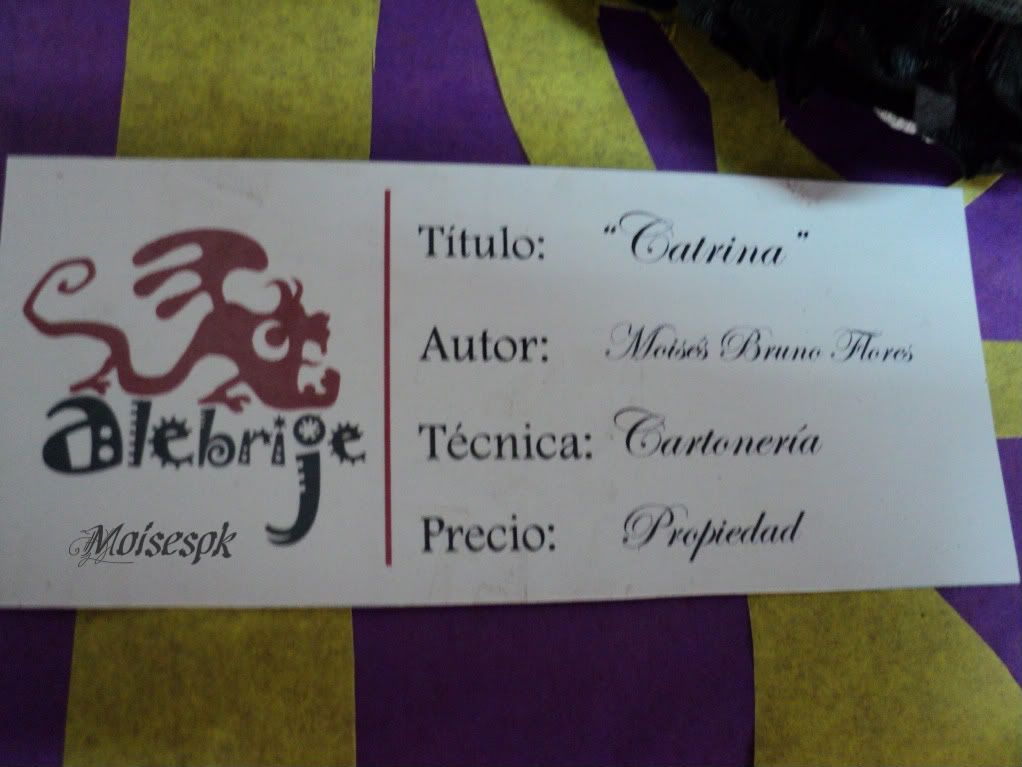 Título: "Catrina"
Autor: Moisés Bruno Flores
Técnica: Cartonería
Precio: Propiedad
alebrije
Moisespk